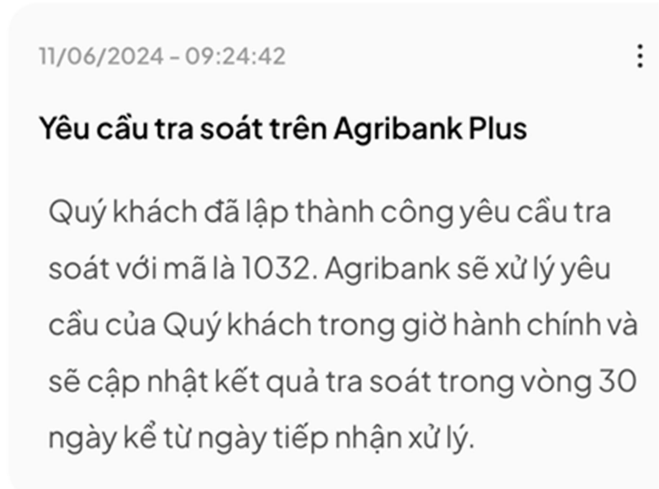 11/06/2024 - 09:24:42
Yêu cầu tra soát trên Agribank Plus
Quý khách đã lập thành công yêu cầu tra
soát với mã là 1032. Agribank sẽ xử lý yêu
cầu của Quý khách trong giờ hành chính và
sẽ cập nhật kết quả tra soát trong vòng 30
ngày kể từ ngày tiếp nhận xử lý.